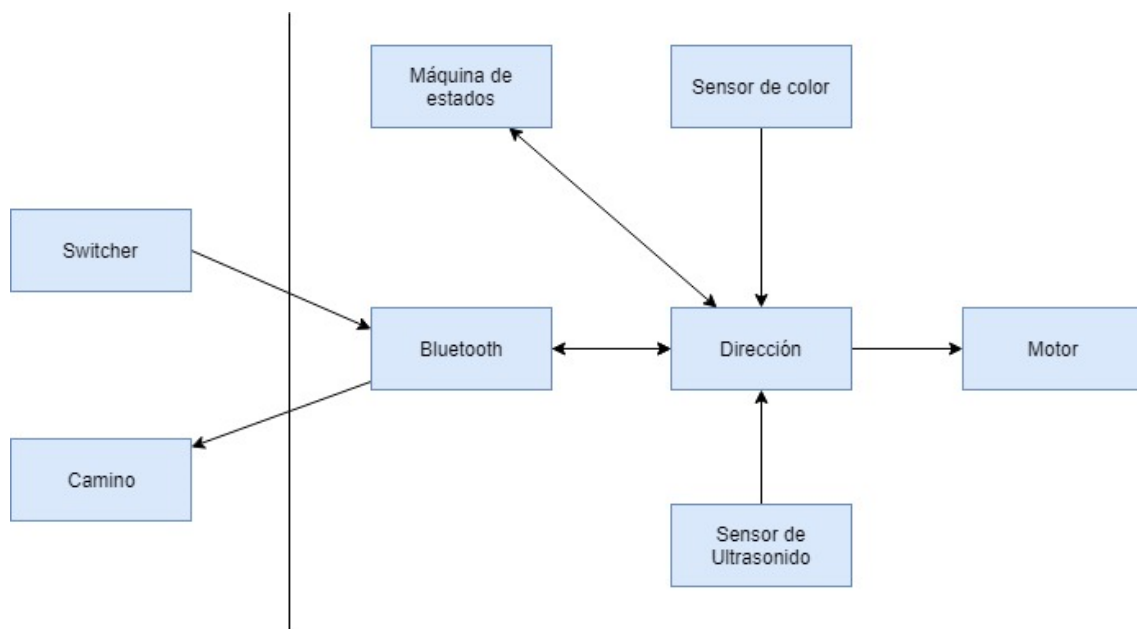 Máquina de
estados
Sensor de color
Switcher
Bluetooth
Dirección
Motor
Camino
Sensor de
Ultrasonido